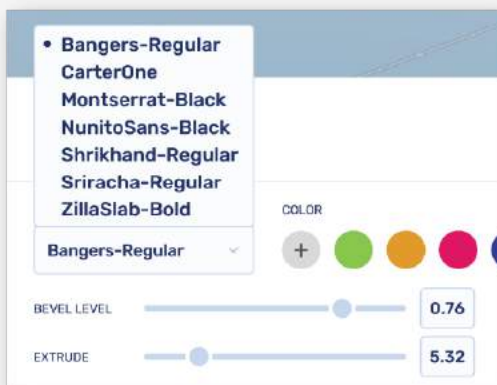 • Bangers-Regular
CarterOne
Montserrat-Black
NunitoSans-Black
Shrikhand-Regular
Sriracha-Regular
ZillaSlab-Bold
Bangers-Regular
COLOR
+
BEVEL LEVEL 0.76
EXTRUDE 5.32